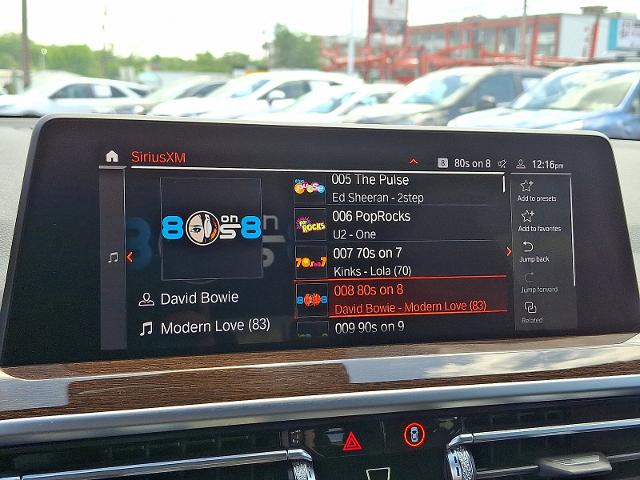 SiriusXM
8 80s on 8 12:16pm
80s on 8
David Bowie
Modern Love (83)
005 The Pulse
Ed Sheeran - 2step
006 PopRocks
U2 - One
007 70s on 7
Kinks - Lola (70)
008 80s on 8
David Bowie - Modern Love (83)
009 90s on 9
Add to presets
Add to favorites
Jump back
Jump forward
Related